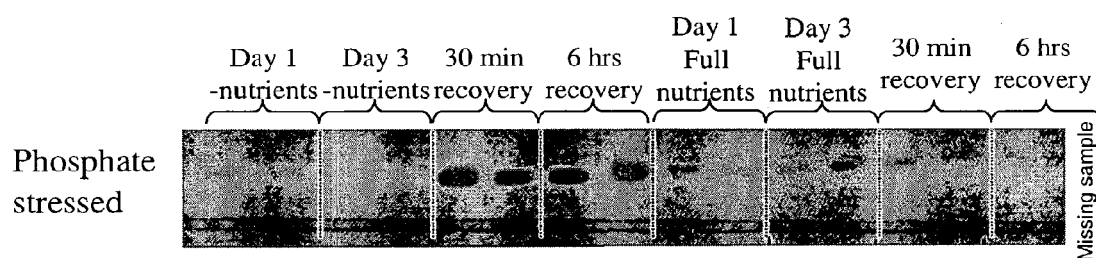 Day 1
-nutrients
Day 3
-nutrients
30 min
recovery
6 hrs
recovery
Day 1
Full
nutrients
Day 3
Full
nutrients
30 min
recovery
6 hrs
recovery
Phosphate
stressed
Missing sample